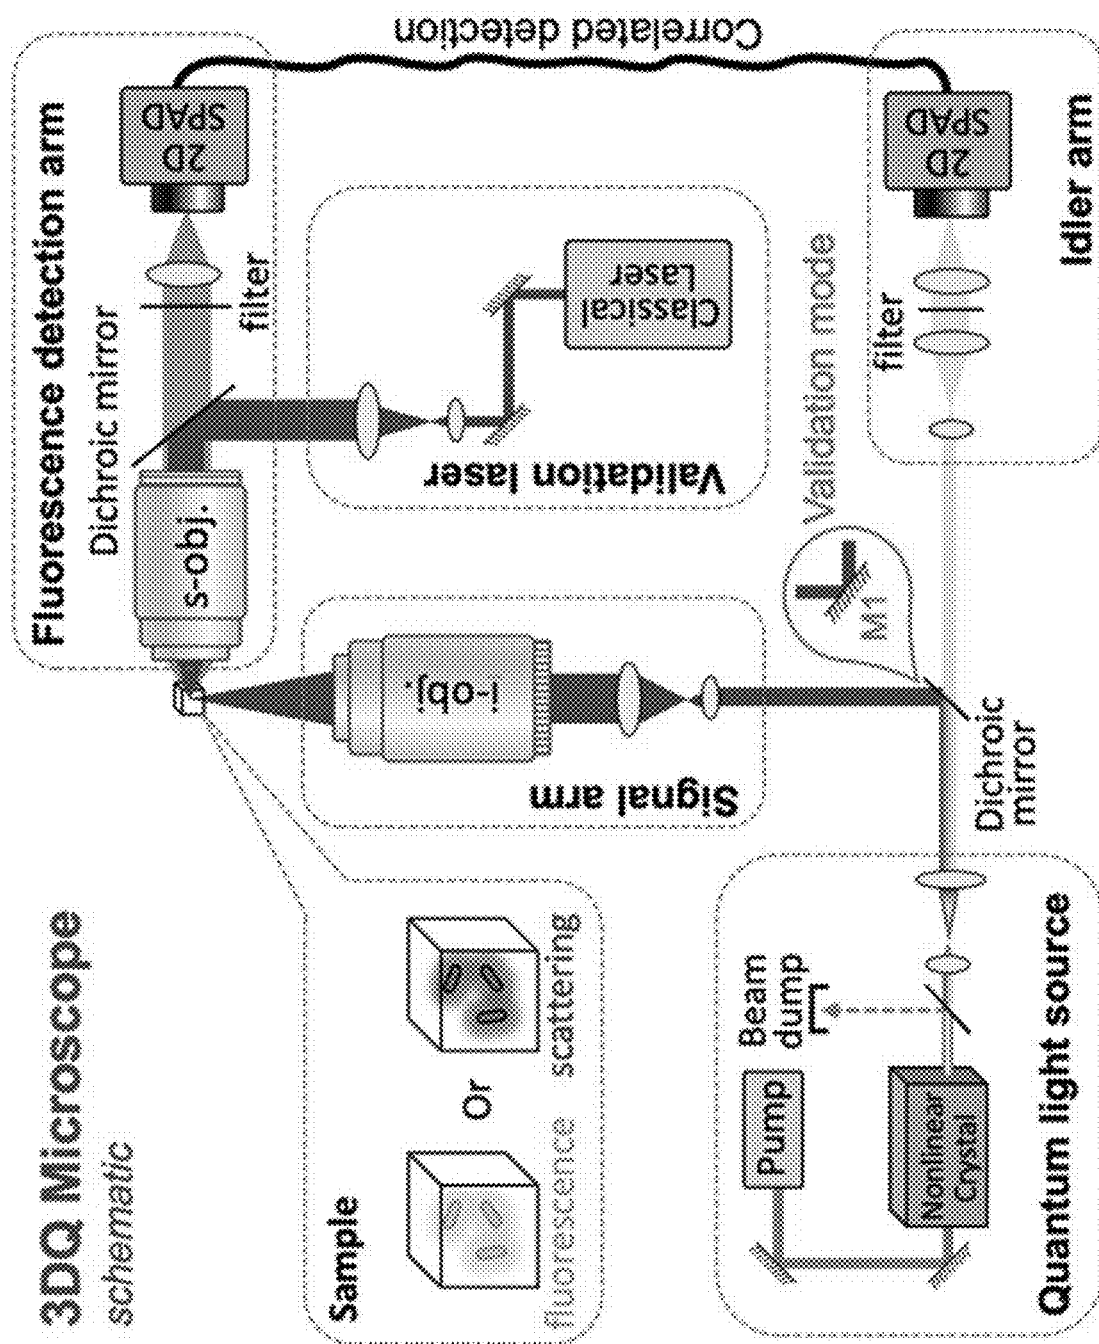 3DQ Microscope
schematic
Sample
fluorescence
Or
scattering
Fluorescence detection arm
Dichroic mirror
s-obj.
filter
2D
SPAD
Correlated detection
Signal arm
i-obj.
Validation laser
Classical
Laser
Quantum light source
Pump
Beam
dump
Nonlinear
Crystal
Dichroic
mirror
M1
Validation mode
filter
2D
SPAD
Idler arm